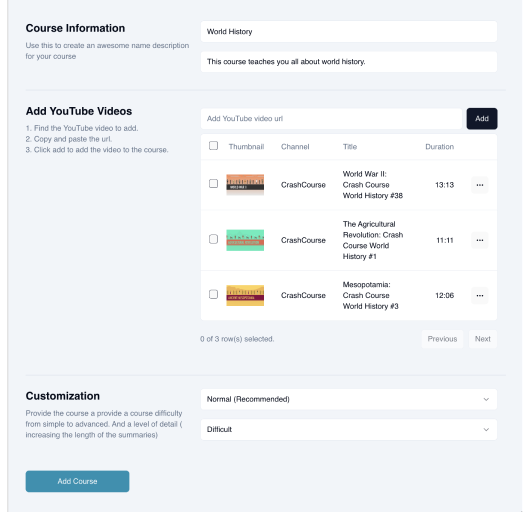 Course Information
Use this to create an awesome name description
for your course
World History
This course teaches you all about world history.
Add YouTube Videos
1. Find the YouTube video to add.
2. Copy and paste the url.
3. Click add to add the video to the course.
Add YouTube video url
Add
Thumbnail Channel Title Duration
CrashCourse
World War II:
Crash Course
World History #38
13:13
CrashCourse
The Agricultural
Revolution: Crash
Course World
History #1
11:11
CrashCourse
Mesopotamia:
Crash Course
World History #3
12:06
0 of 3 row(s) selected.
Previous
Next
Customization
Provide the course a provide a course difficulty
from simple to advanced. And a level of detail (
increasing the length of the summaries)
Normal (Recommended)
Difficult
Add Course